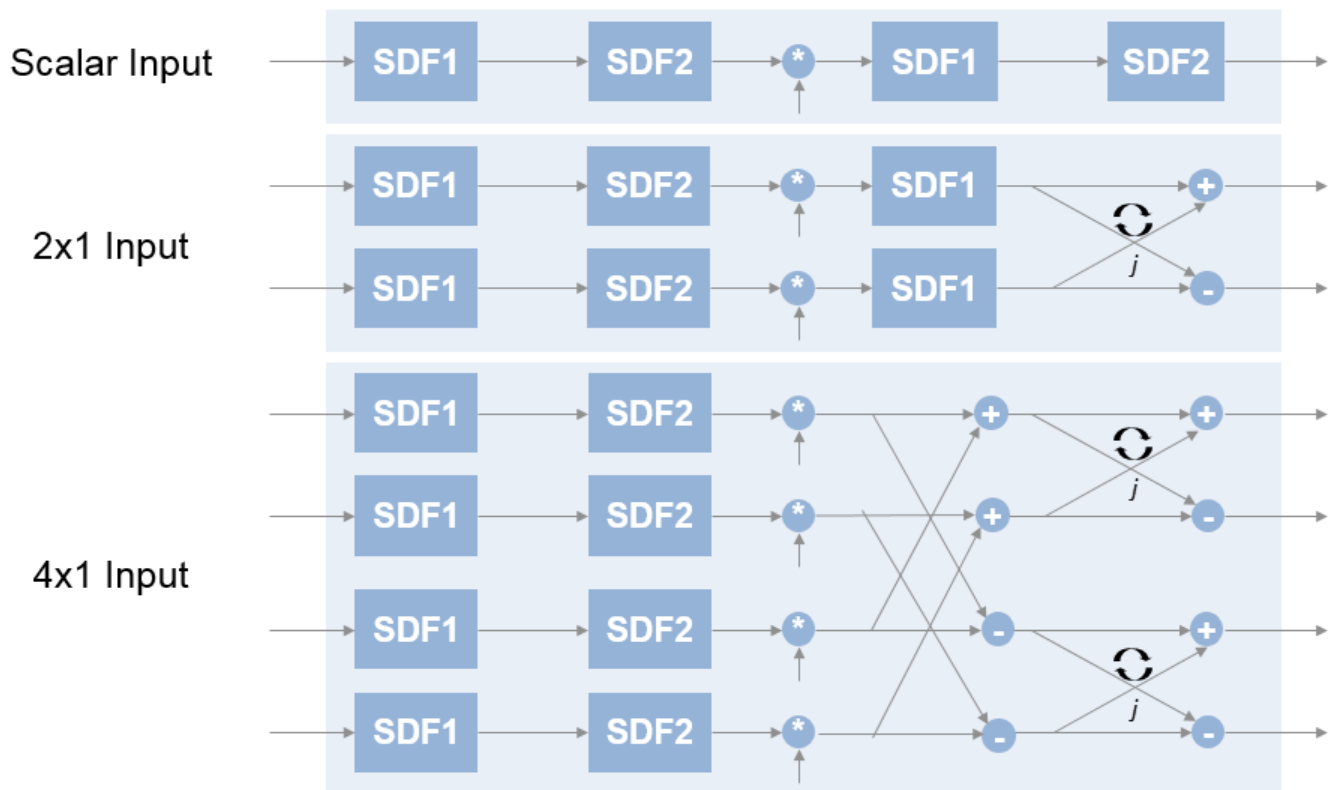 Scalar Input
SDF1 SDF2 * SDF1 SDF2
2x1 Input
SDF1 SDF2 * SDF1 +
j
SDF1 SDF2 * SDF1 -
4x1 Input
SDF1 SDF2 * + +
j
SDF1 SDF2 * + -
SDF1 SDF2 * - +
j
SDF1 SDF2 * - -